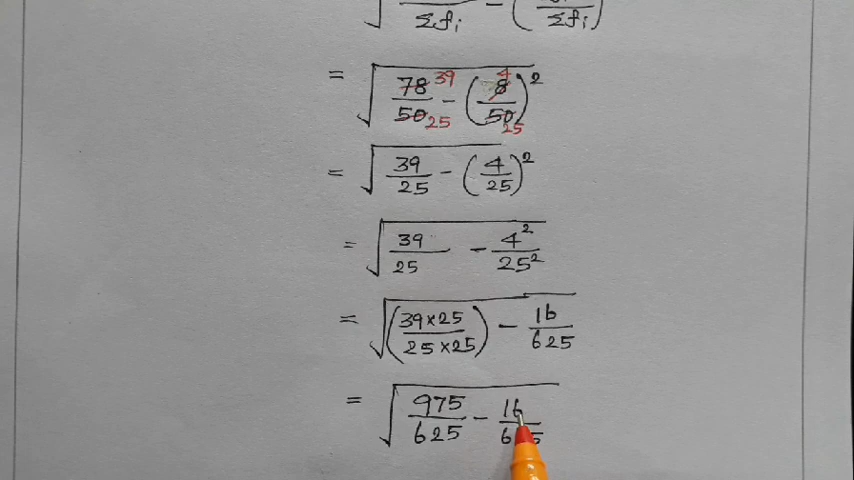 √ Σfᵢ − ( Σfᵢ )
= √ 78/50 39/25 − ( 8/50 4/25 )²
= √ 39/25 − ( 4/25 )²
= √ 39/25 − 4²/25²
= √ ( 39×25/25×25 ) − 16/625
= √ 975/625 − 16/625